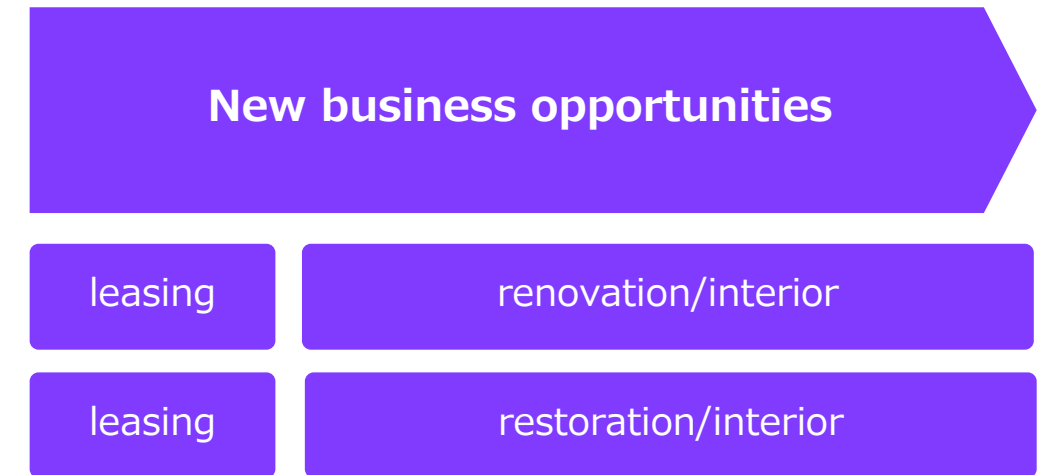 New business opportunities
leasing renovation/interior
leasing restoration/interior